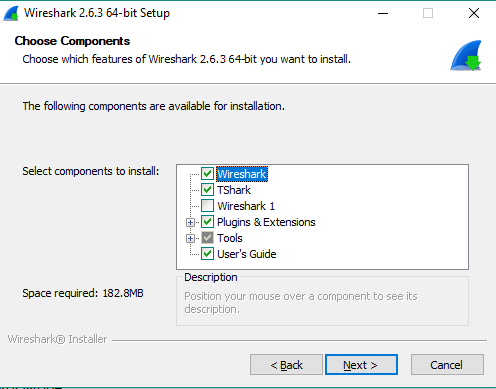 Wireshark 2.6.3 64-bit Setup
Choose Components
Choose which features of Wireshark 2.6.3 64-bit you want to install.
The following components are available for installation.
Select components to install:
Wireshark
TShark
Wireshark 1
Plugins & Extensions
Tools
User's Guide
Space required: 182.8MB
Description
Position your mouse over a component to see its
description.
Wireshark® Installer
< Back
Next >
Cancel